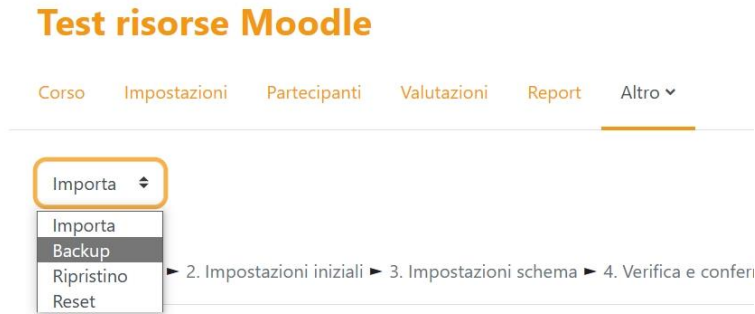 Test risorse Moodle
Corso Impostazioni Partecipanti Valutazioni Report Altro
Importa
Importa
Backup
Ripristino
Reset
► 2. Impostazioni iniziali ► 3. Impostazioni schema ► 4. Verifica e confer